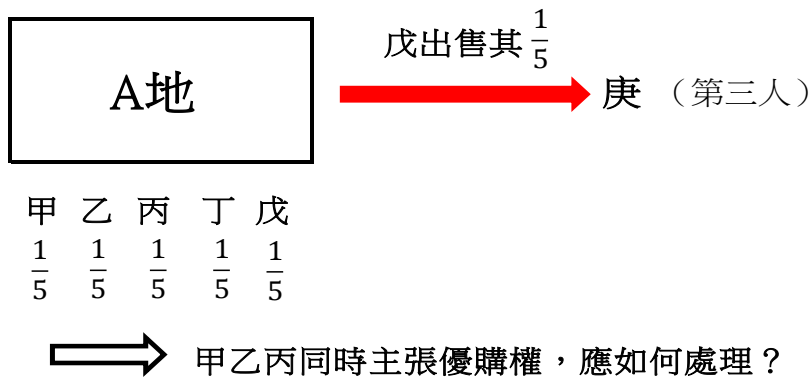 戊出售其 1/5
A地
庚（第三人）
甲 乙 丙 丁 戊
1/5 1/5 1/5 1/5 1/5
甲乙丙同時主張優購權，應如何處理？